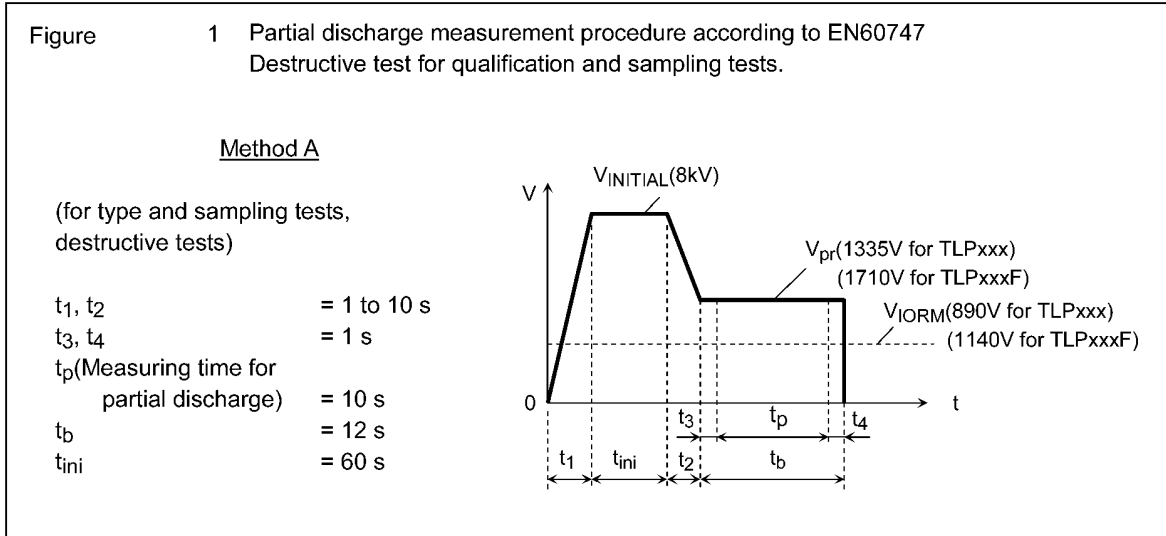 Figure 1 Partial discharge measurement procedure according to EN60747
Destructive test for qualification and sampling tests.
Method A
(for type and sampling tests,
destructive tests)
t1, t2 = 1 to 10 s
t3, t4 = 1 s
tp(Measuring time for
partial discharge) = 10 s
tb = 12 s
tini = 60 s
V
VINITIAL(8kV)
Vpr(1335V for TLPxxx)
(1710V for TLPxxxF)
VIORM(890V for TLPxxx)
(1140V for TLPxxxF)
0
t
t3 tp t4
t1 tini t2 tb